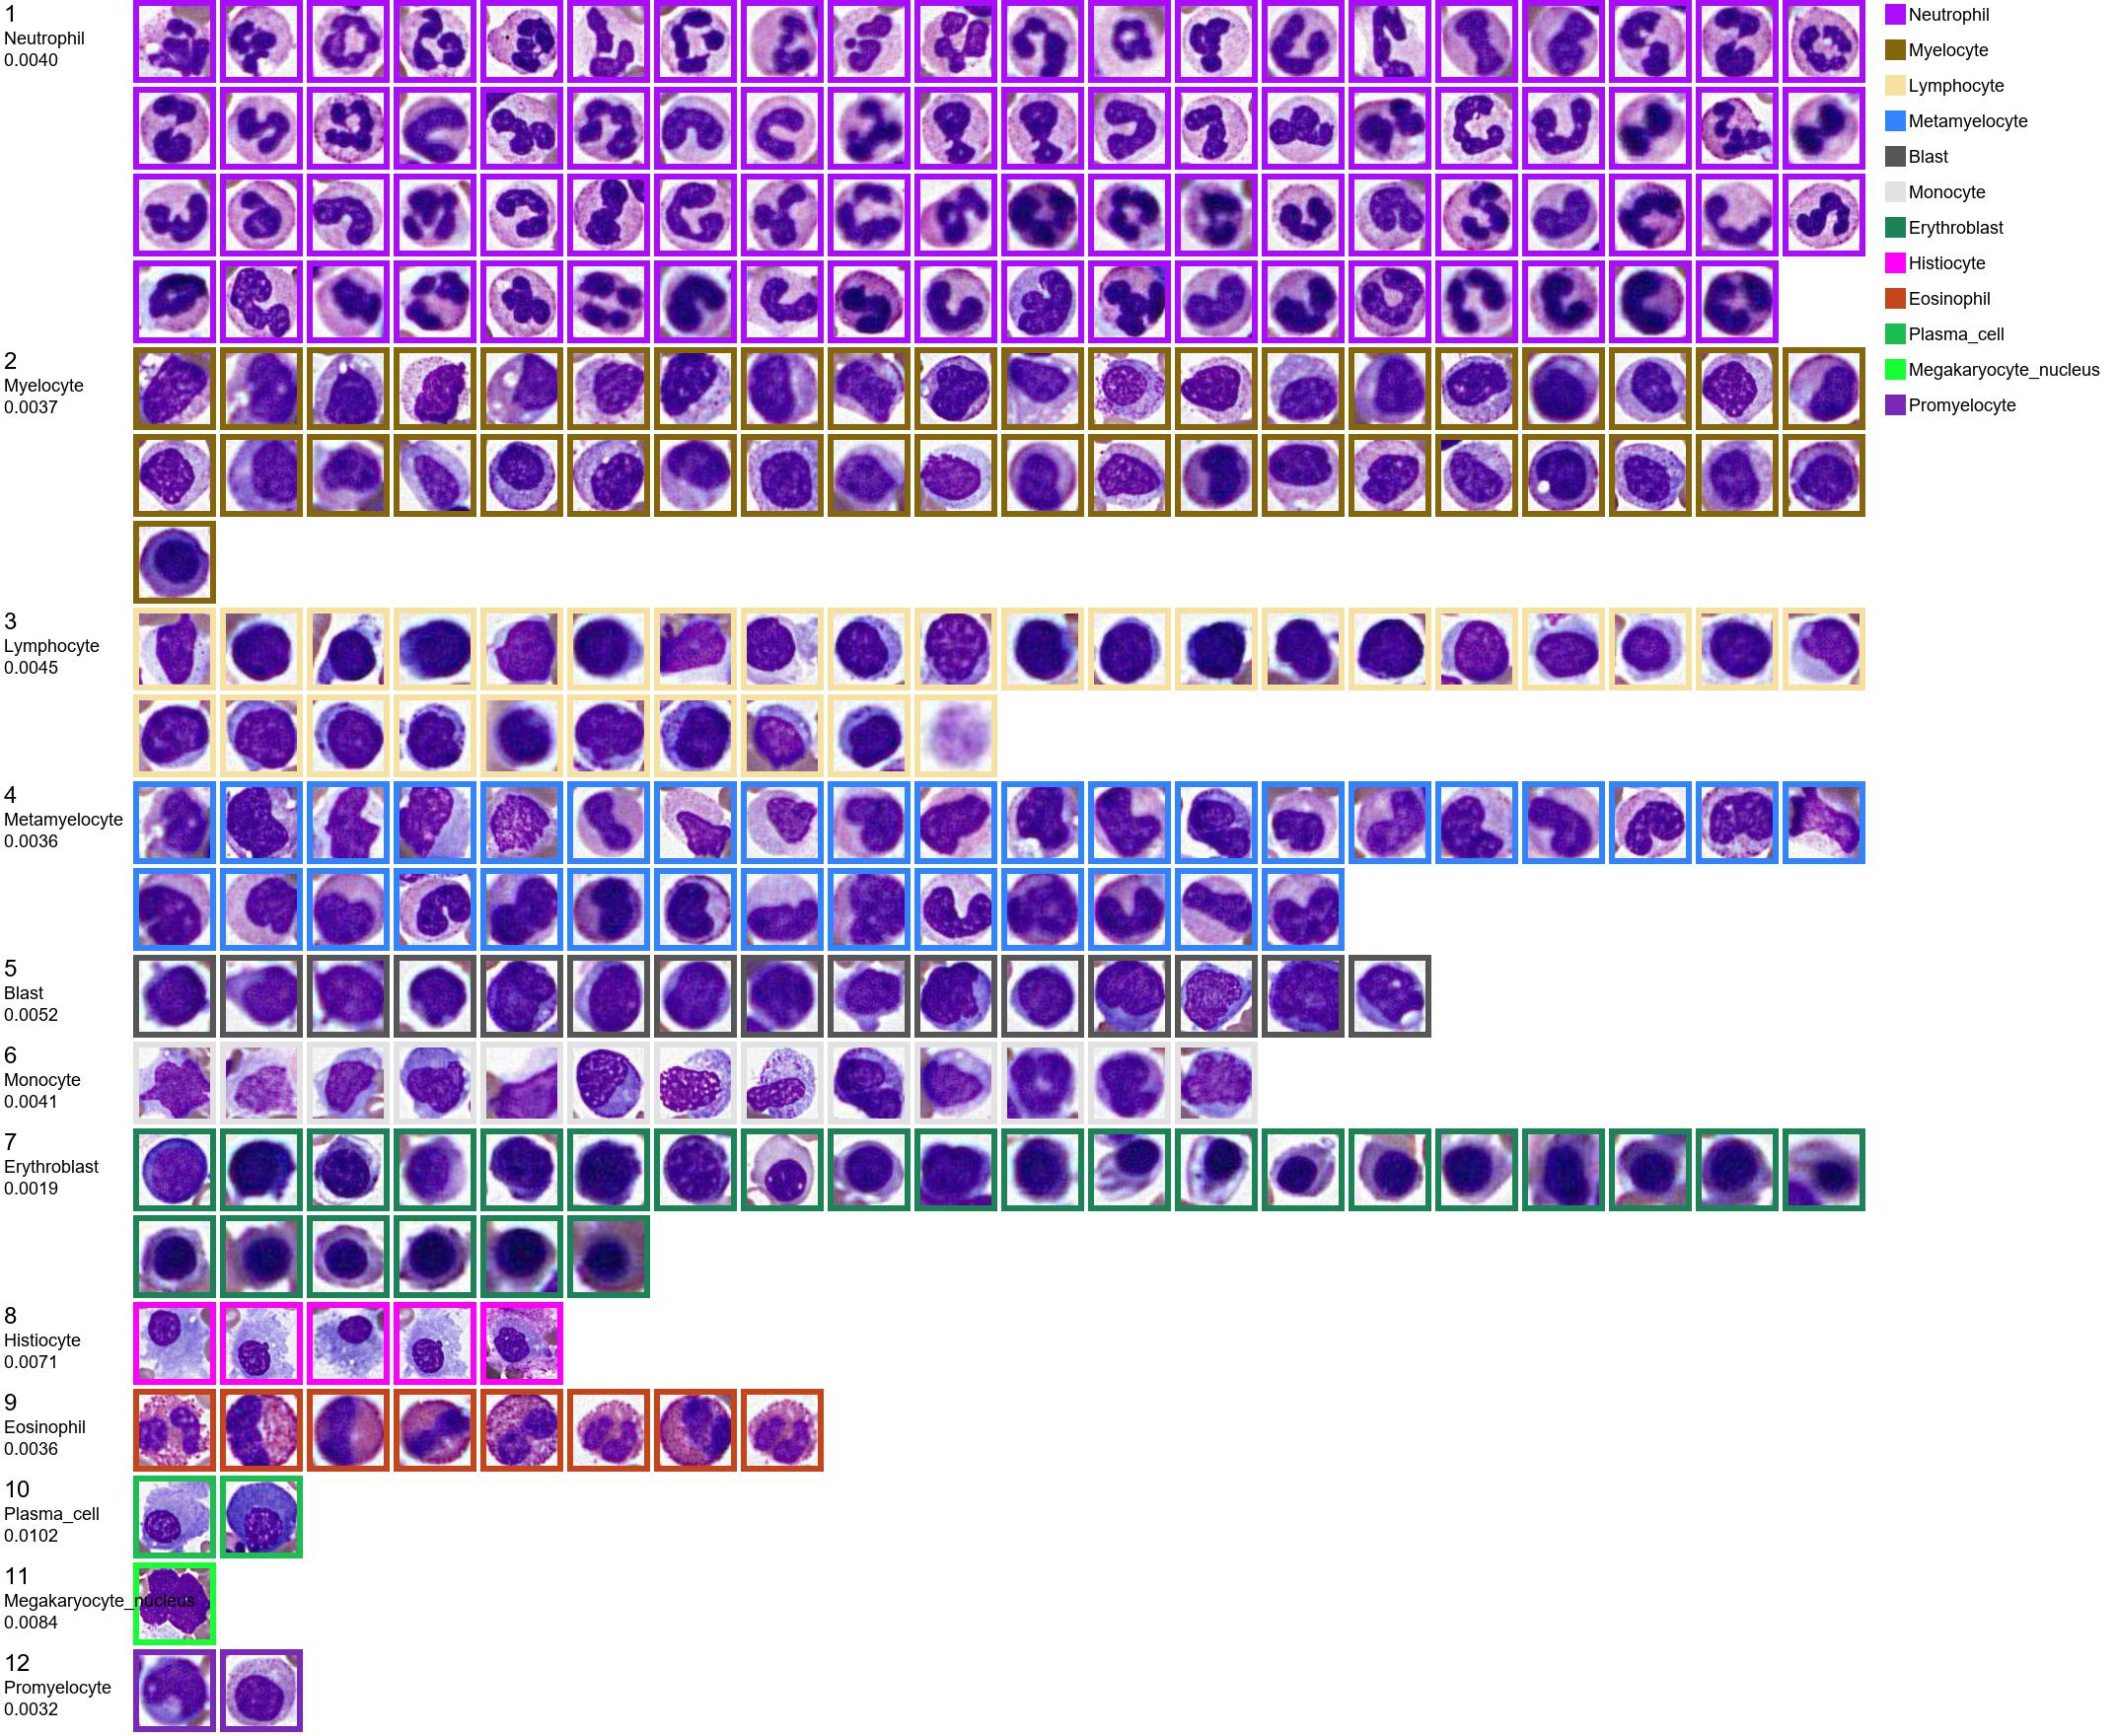 1
Neutrophil
0.0040
2
Myelocyte
0.0037
3
Lymphocyte
0.0045
4
Metamyelocyte
0.0036
5
Blast
0.0052
6
Monocyte
0.0041
7
Erythroblast
0.0019
8
Histiocyte
0.0071
9
Eosinophil
0.0036
10
Plasma_cell
0.0102
11
Megakaryocyte_nucleus
0.0084
12
Promyelocyte
0.0032
Neutrophil
Myelocyte
Lymphocyte
Metamyelocyte
Blast
Monocyte
Erythroblast
Histiocyte
Eosinophil
Plasma_cell
Megakaryocyte_nucleus
Promyelocyte